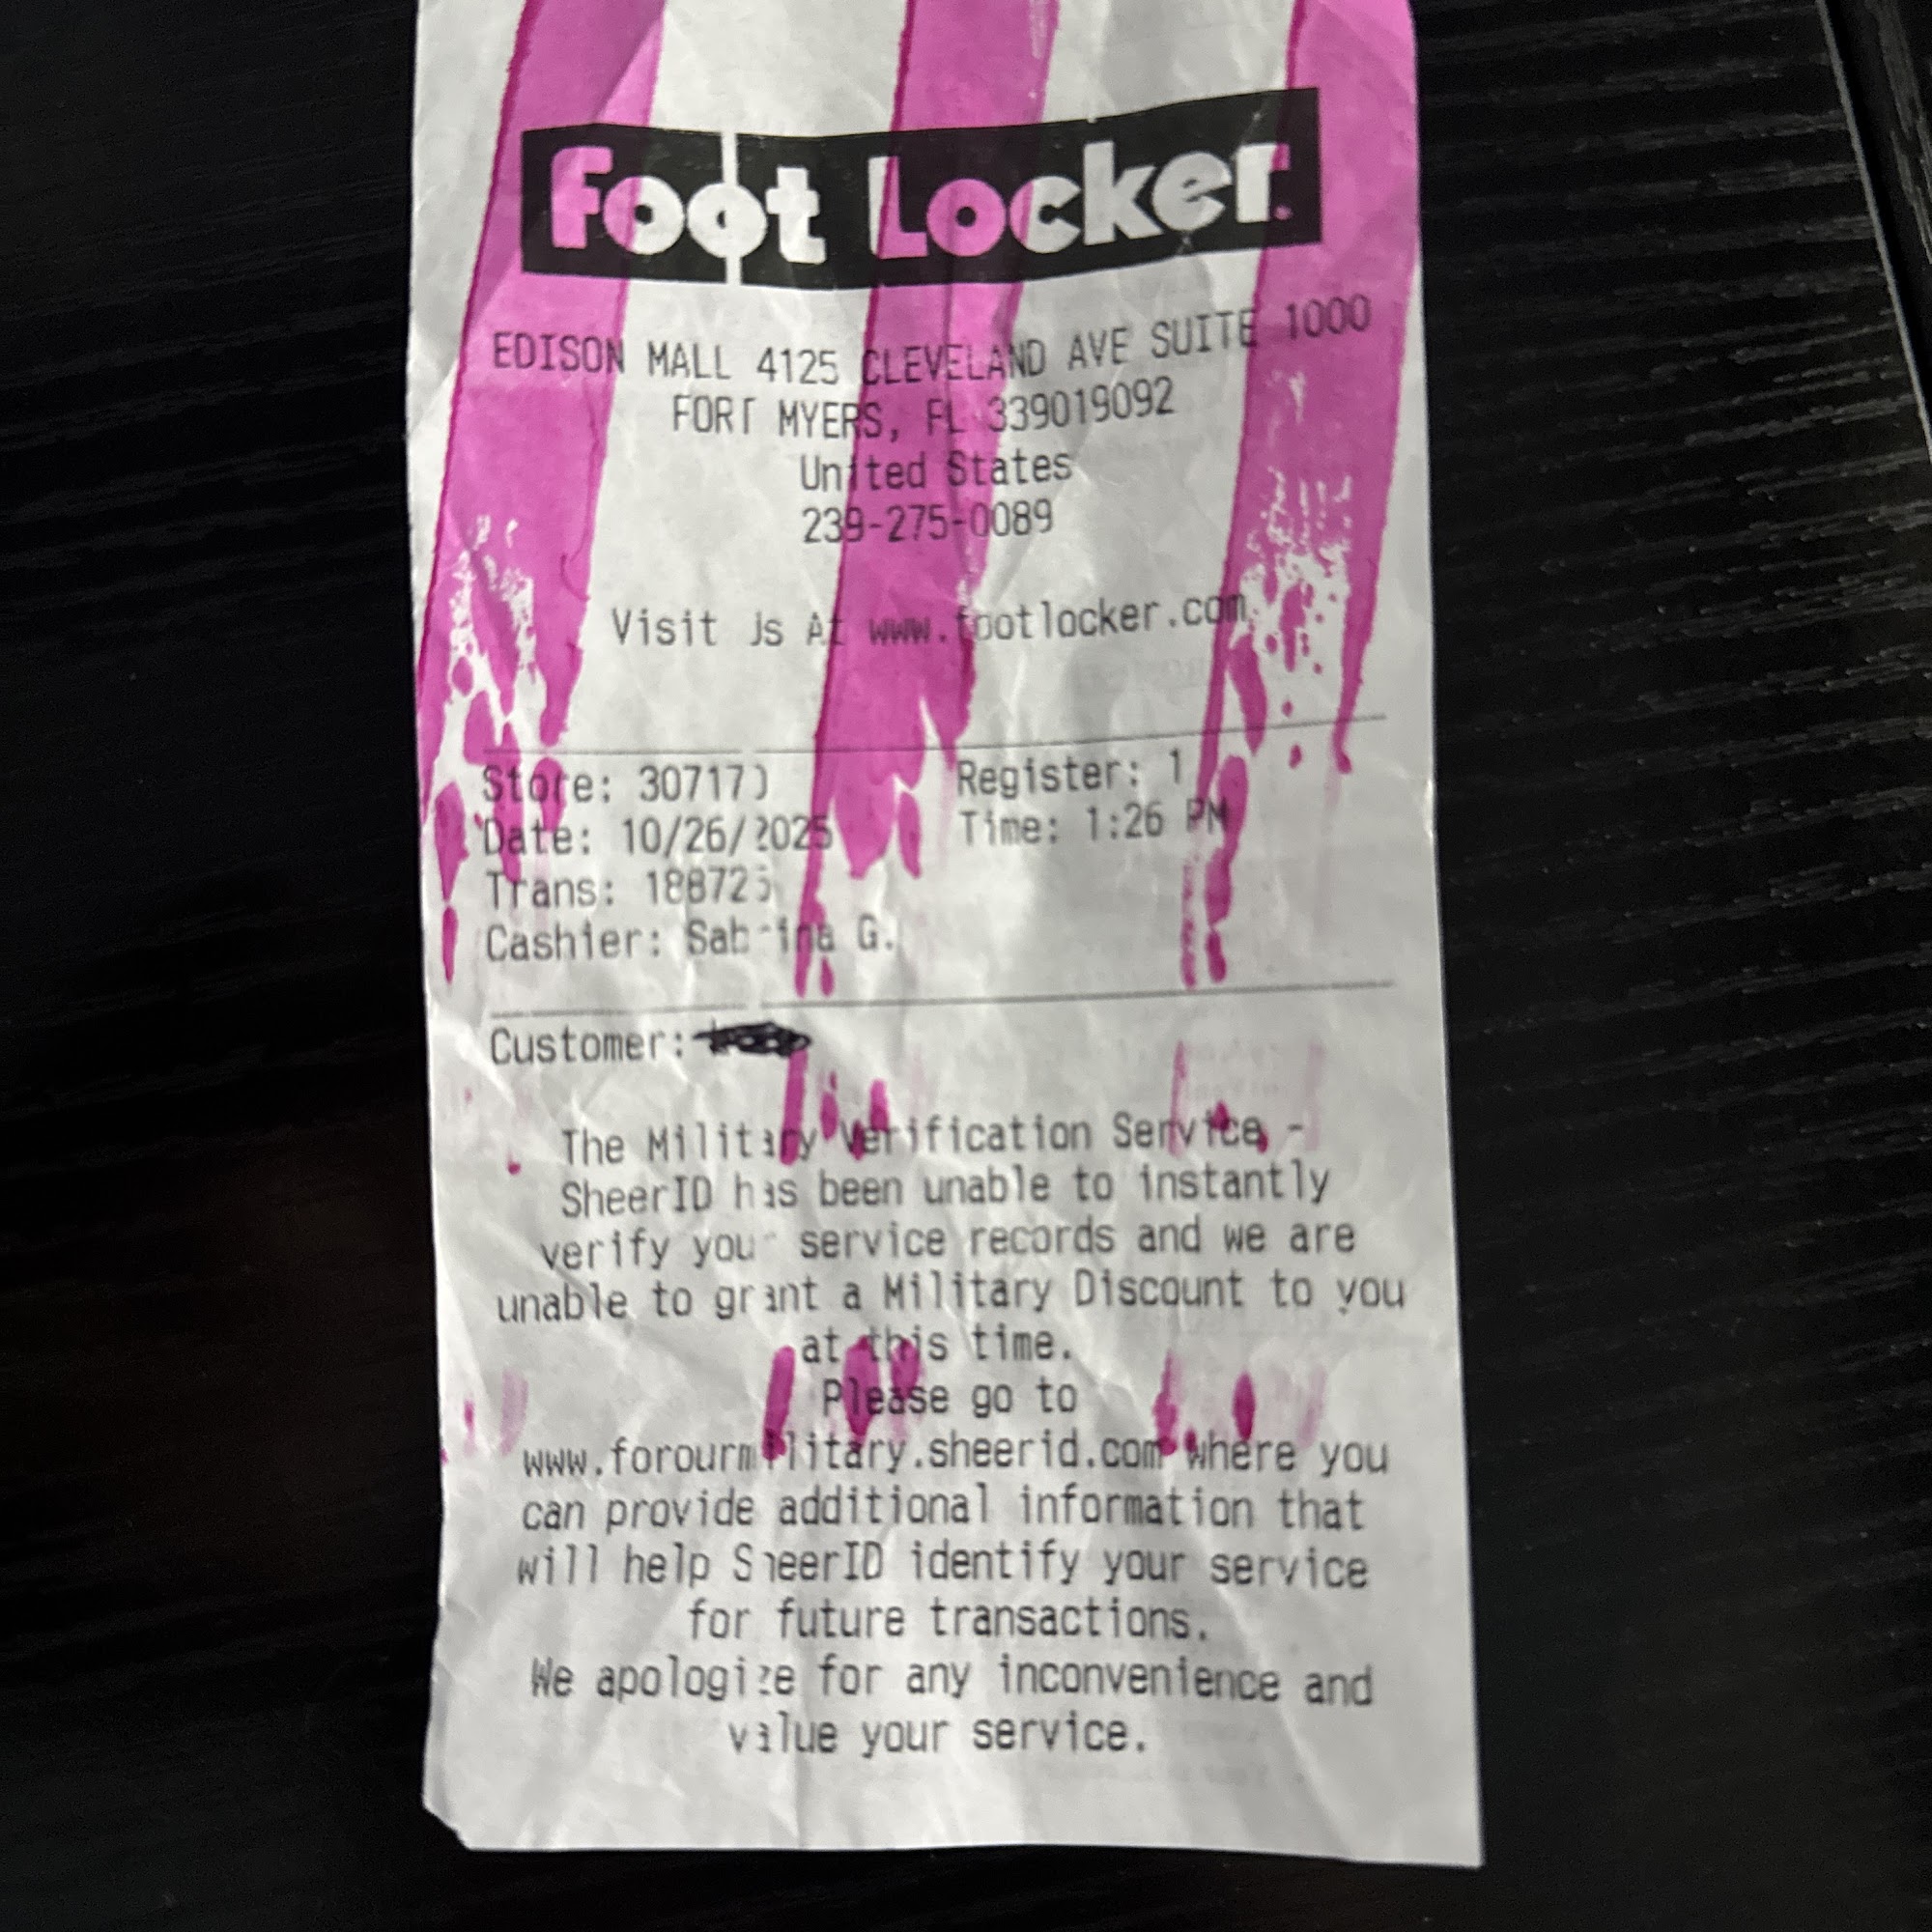 Foot Locker.
EDISON MALL 4125 CLEVELAND AVE SUITE 1000
FORT MYERS, FL 339019092
United States
239-275-0089
Visit Us At www.footlocker.com
Store: 307170
Register: 1
Date: 10/26/2025
Time: 1:26 PM
Trans:
Cashier: Sabrina G.
Customer:
The Military Verification Service -
SheerID has been unable to instantly
verify your service records and we are
unable to grant a Military Discount to you
at this time.
Please go to
www.forourmilitary.sheerid.com where you
can provide additional information that
will help SheerID identify your service
for future transactions.
We apologize for any inconvenience and
value your service.